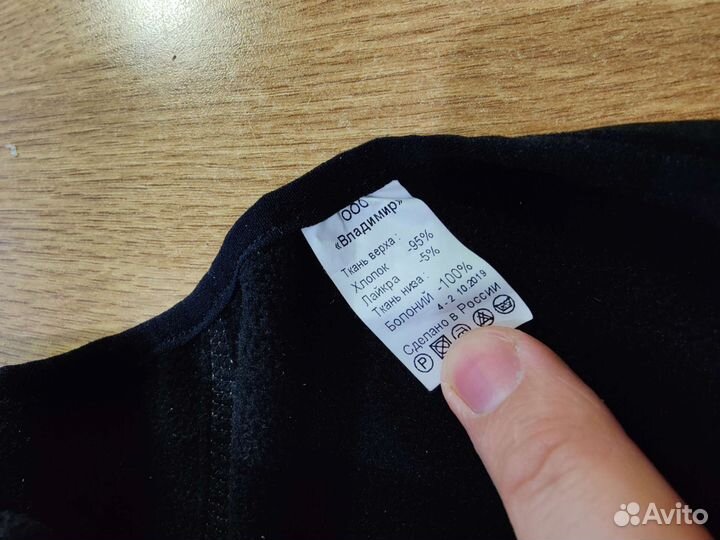 ООО
«Владимир»
Ткань верха:
Хлопок -95%
Лайкра -5%
Ткань низа:
Болоний -100%
4-2 10.2019
Сделано в России
P
Avito